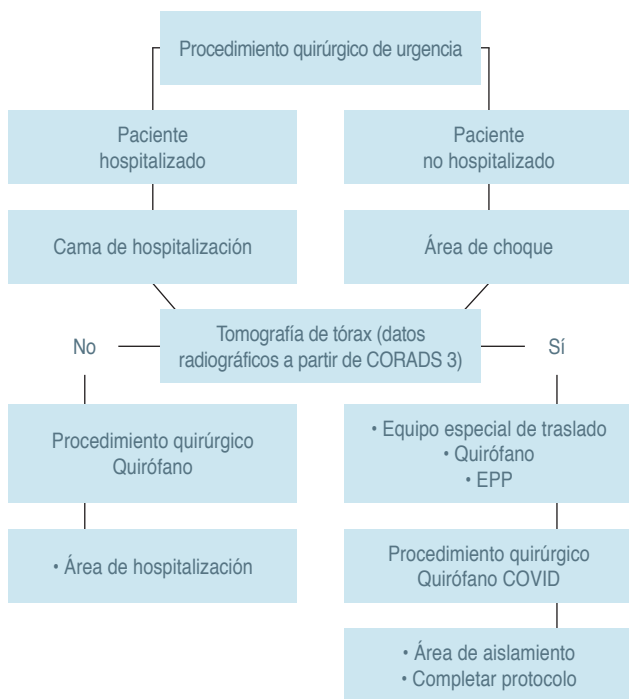 Procedimiento quirúrgico de urgencia
Paciente
hospitalizado
Paciente
no hospitalizado
Cama de hospitalización
Área de choque
No
Tomografía de tórax (datos
radiográficos a partir de CORADS 3)
Sí
Procedimiento quirúrgico
Quirófano
• Equipo especial de traslado
• Quirófano
• EPP
• Área de hospitalización
Procedimiento quirúrgico
Quirófano COVID
• Área de aislamiento
• Completar protocolo